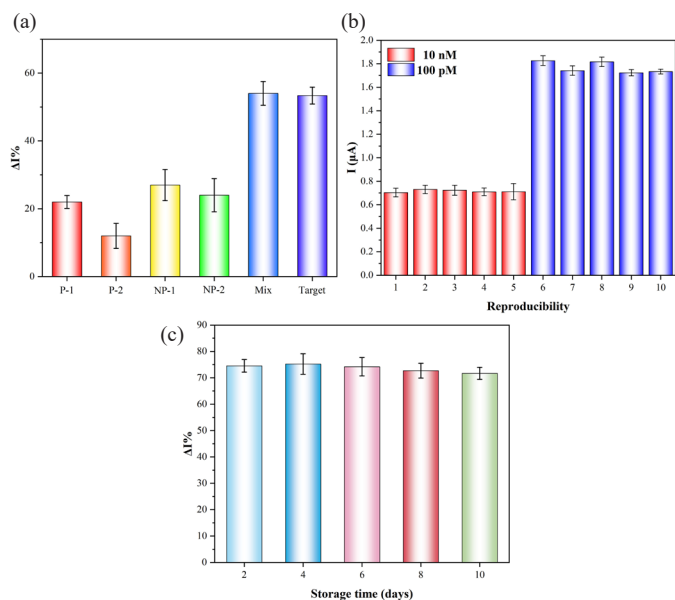 (a)
ΔI%
60
40
20
0
P-1 P-2 NP-1 NP-2 Mix Target
(b)
10 nM
100 pM
I (μA)
2.0
1.8
1.6
1.4
1.2
1.0
0.8
0.6
0.4
0.2
0.0
1 2 3 4 5 6 7 8 9 10
Reproducibility
(c)
ΔI%
90
80
70
60
50
40
30
20
10
0
2 4 6 8 10
Storage time (days)